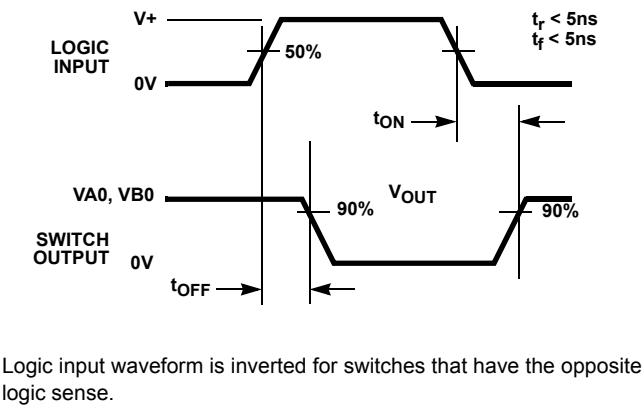 V+
LOGIC
INPUT
0V
50%
tr < 5ns
tf < 5ns
tON
VA0, VB0
SWITCH
OUTPUT
0V
90%
VOUT
90%
tOFF
Logic input waveform is inverted for switches that have the opposite
logic sense.